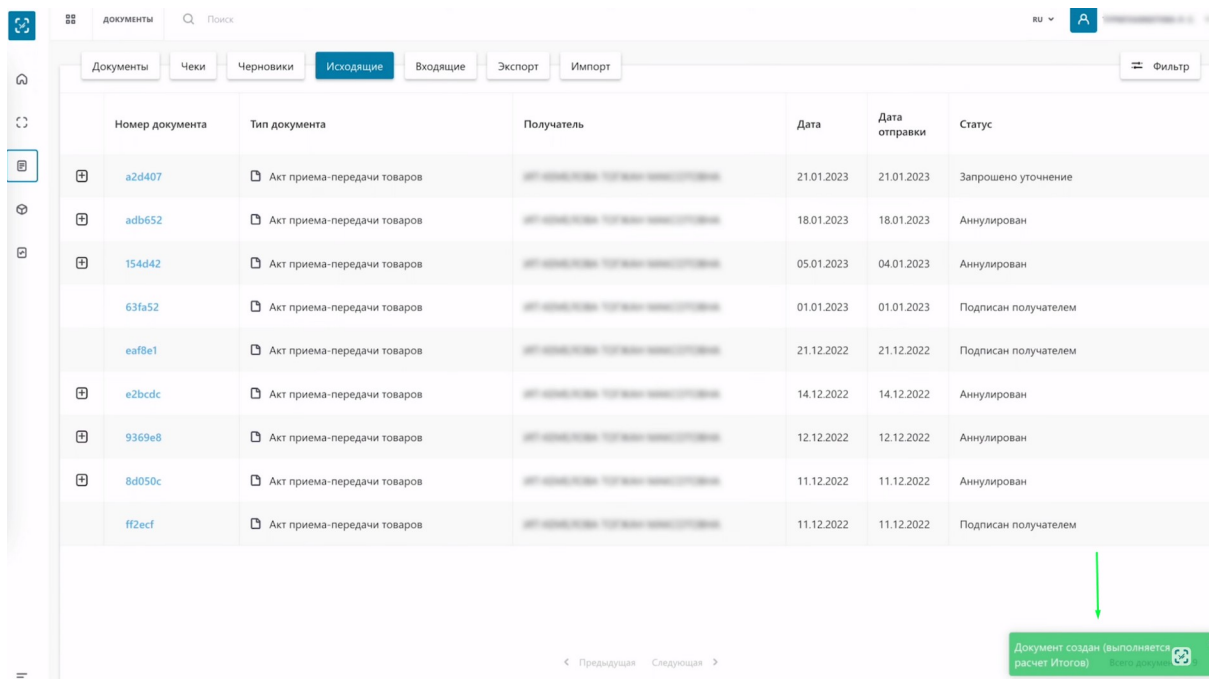 ДОКУМЕНТЫ Поиск RU
Документы Чеки Черновики Исходящие Входящие Экспорт Импорт Фильтр
Номер документа Тип документа Получатель Дата Дата отправки Статус
a2d407 Акт приема-передачи товаров 21.01.2023 21.01.2023 Запрошено уточнение
adb652 Акт приема-передачи товаров 18.01.2023 18.01.2023 Аннулирован
154d42 Акт приема-передачи товаров 05.01.2023 04.01.2023 Аннулирован
63fa52 Акт приема-передачи товаров 01.01.2023 01.01.2023 Подписан получателем
eaf8e1 Акт приема-передачи товаров 21.12.2022 21.12.2022 Подписан получателем
e2bcdc Акт приема-передачи товаров 14.12.2022 14.12.2022 Аннулирован
9369e8 Акт приема-передачи товаров 12.12.2022 12.12.2022 Аннулирован
8d050c Акт приема-передачи товаров 11.12.2022 11.12.2022 Аннулирован
ff2ecf Акт приема-передачи товаров 11.12.2022 11.12.2022 Подписан получателем
Документ создан (выполняется
расчет Итогов)
Предыдущая Следующая Всего